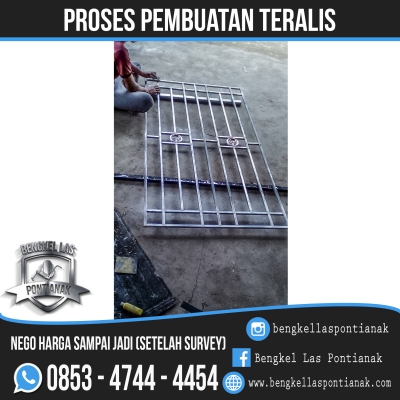 PROSES PEMBUATAN TERALIS
BENGKEL LAS
PONTIANAK
NEGO HARGA SAMPAI JADI (SETELAH SURVEY)
0853 - 4744 - 4454
bengkellaspontianak
Bengkel Las Pontianak
www.bengkellaspontianak.com